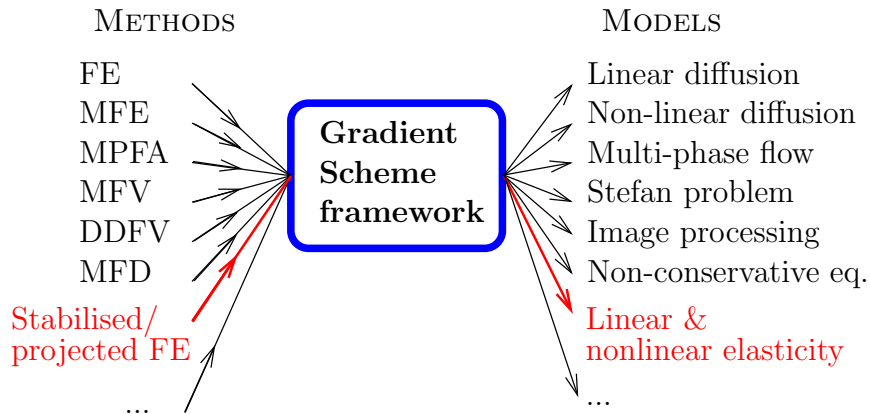 METHODS
FE
MFE
MPFA
MFV
DDFV
MFD
Stabilised/
projected FE
...
Gradient
Scheme
framework
MODELS
Linear diffusion
Non-linear diffusion
Multi-phase flow
Stefan problem
Image processing
Non-conservative eq.
Linear &
nonlinear elasticity
...